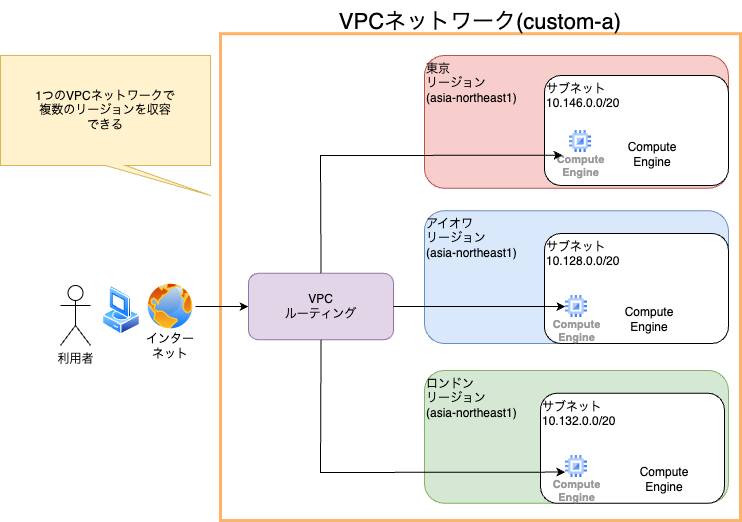 VPCネットワーク(custom-a)
1つのVPCネットワークで
複数のリージョンを収容
できる
東京
リージョン
(asia-northeast1)
サブネット
10.146.0.0/20
Compute
Engine
Compute
Engine
アイオワ
リージョン
(asia-northeast1)
サブネット
10.128.0.0/20
Compute
Engine
Compute
Engine
VPC
ルーティング
利用者
インター
ネット
ロンドン
リージョン
(asia-northeast1)
サブネット
10.132.0.0/20
Compute
Engine
Compute
Engine